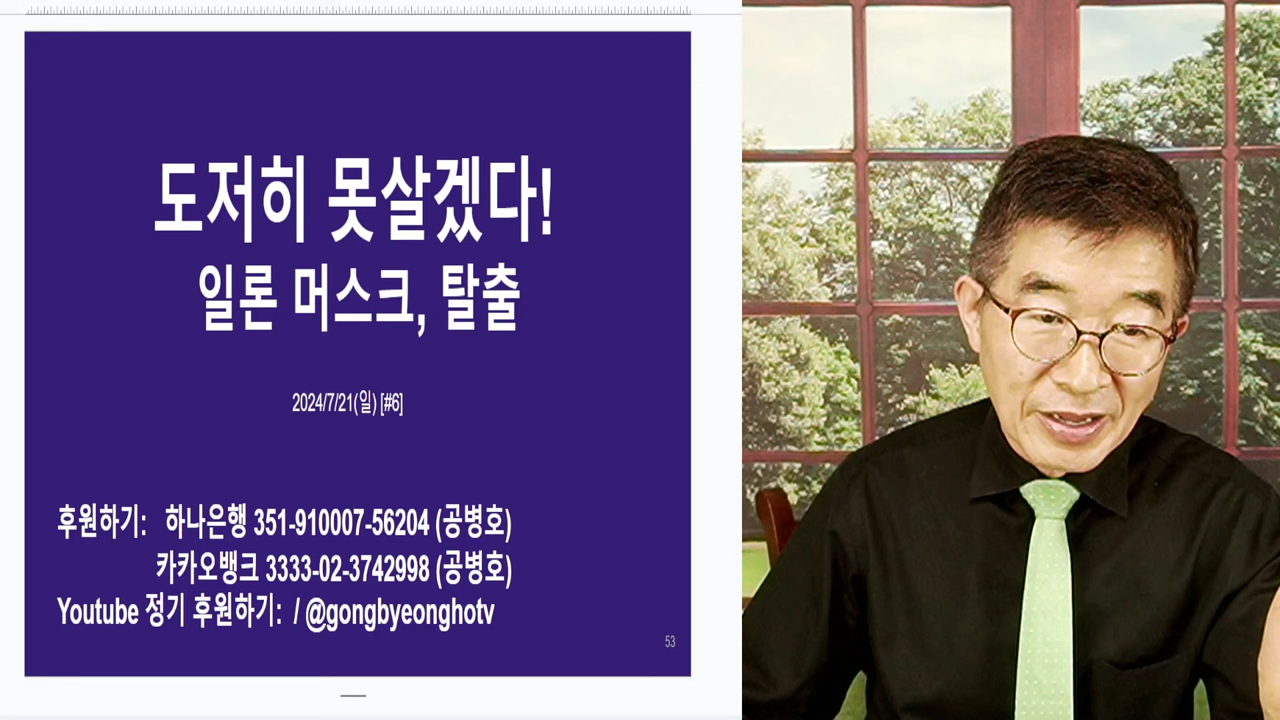 도저히 못살겠다!
일론 머스크, 탈출
2024/7/21(일) [#6]
후원하기: 하나은행 351-910007-56204 (공병호)
카카오뱅크 3333-02-3742998 (공병호)
Youtube 정기 후원하기: / @gongbyeonghotv
53